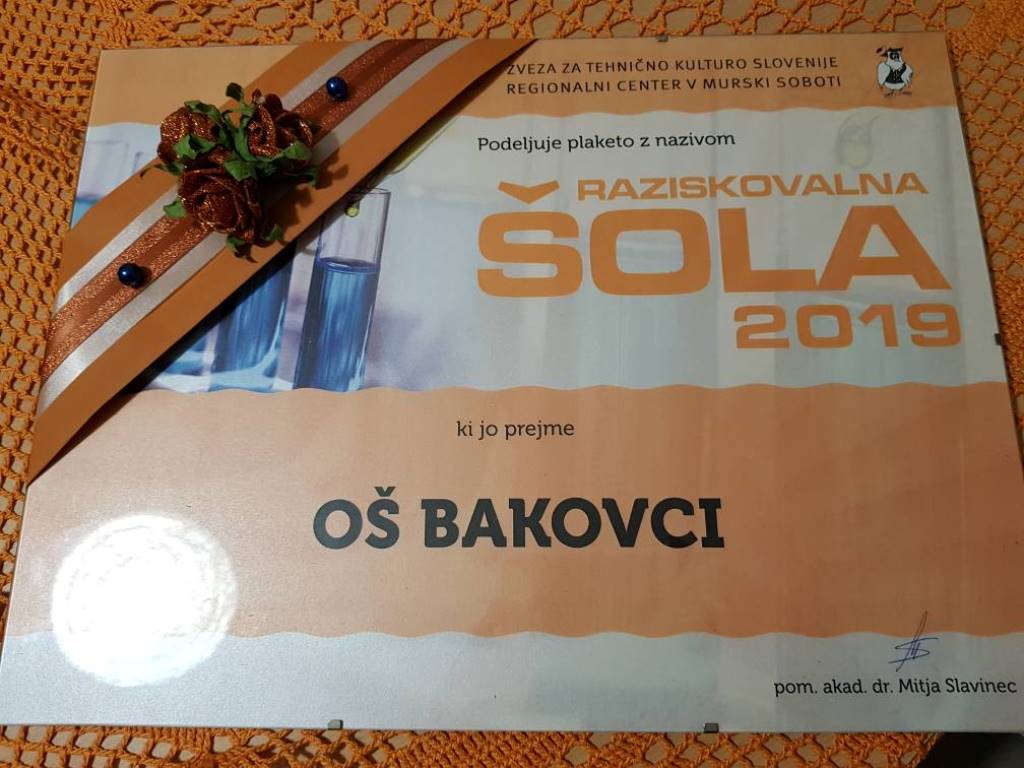 ZVEZA ZA TEHNIČNO KULTURO SLOVENIJE
REGIONALNI CENTER V MURSKI SOBOTI
Podeljuje plaketo z nazivom
RAZISKOVALNA
ŠOLA
2019
ki jo prejme
OŠ BAKOVCI
pom. akad. dr. Mitja Slavinec